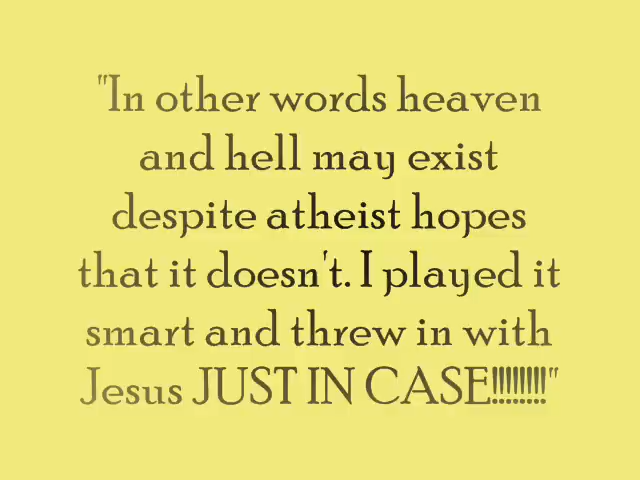 "In other words heaven
and hell may exist
despite atheist hopes
that it doesn't. I played it
smart and threw in with
Jesus JUST IN CASE!!!!!!!!"